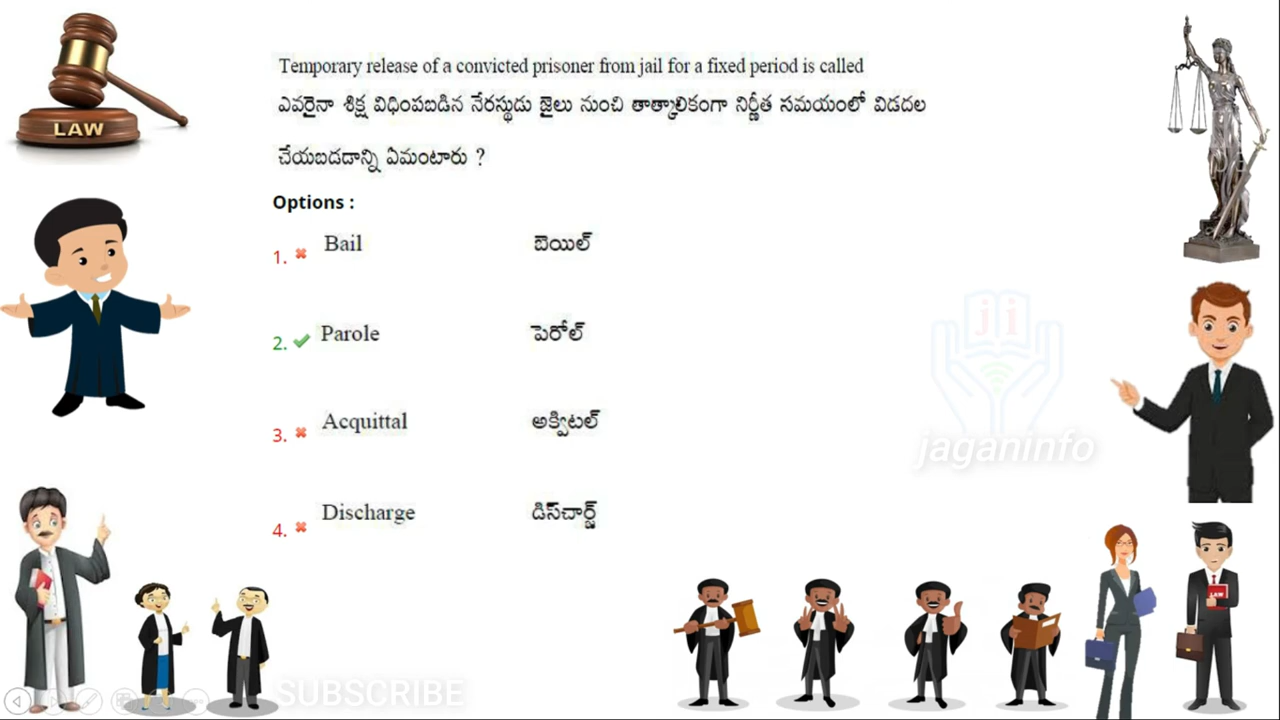 LAW
Temporary release of a convicted prisoner from jail for a fixed period is called
ఎవరైనా శిక్ష విధింపబడిన నేరస్థుడు జైలు నుంచి తాత్కాలికంగా నిర్ణీత సమయంలో విడదల
చేయబడడాన్ని ఏమంటారు ?
Options :
1. Bail బెయిల్
2. Parole పెరోల్
3. Acquittal అక్విటల్
4. Discharge డిస్‌చార్జ్
ji
jaganinfo
LAW
SUBSCRIBE